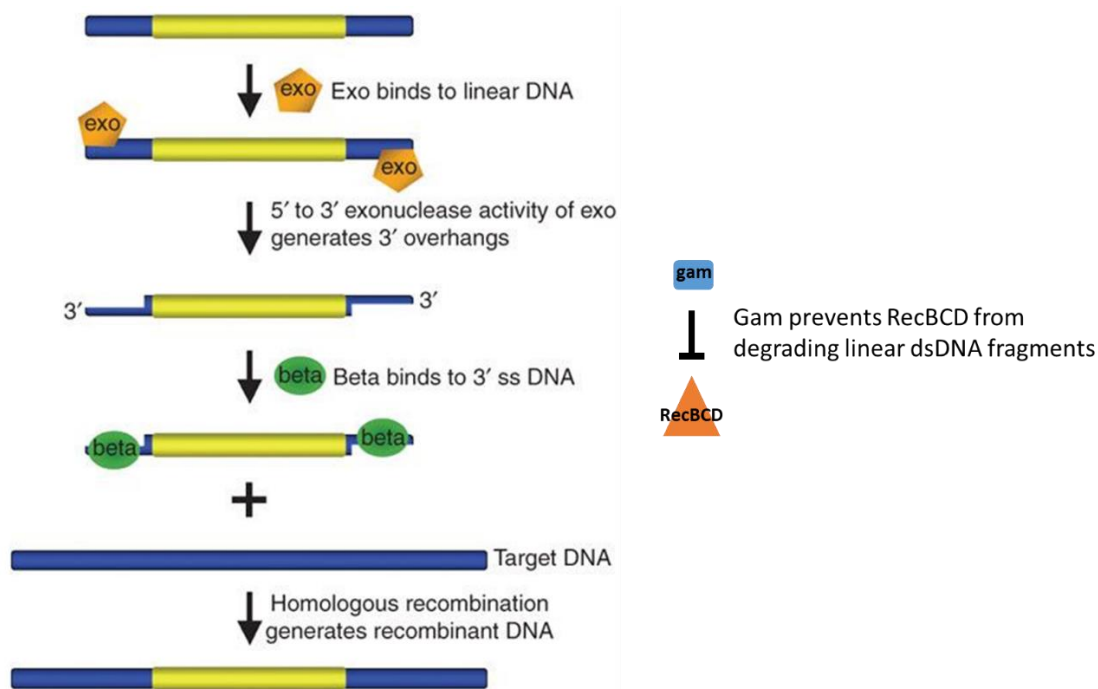 exo
Exo binds to linear DNA
exo
exo
5′ to 3′ exonuclease activity of exo
generates 3′ overhangs
3′
3′
beta
Beta binds to 3′ ss DNA
beta
beta
+
Target DNA
Homologous recombination
generates recombinant DNA
gam
Gam prevents RecBCD from
degrading linear dsDNA fragments
RecBCD